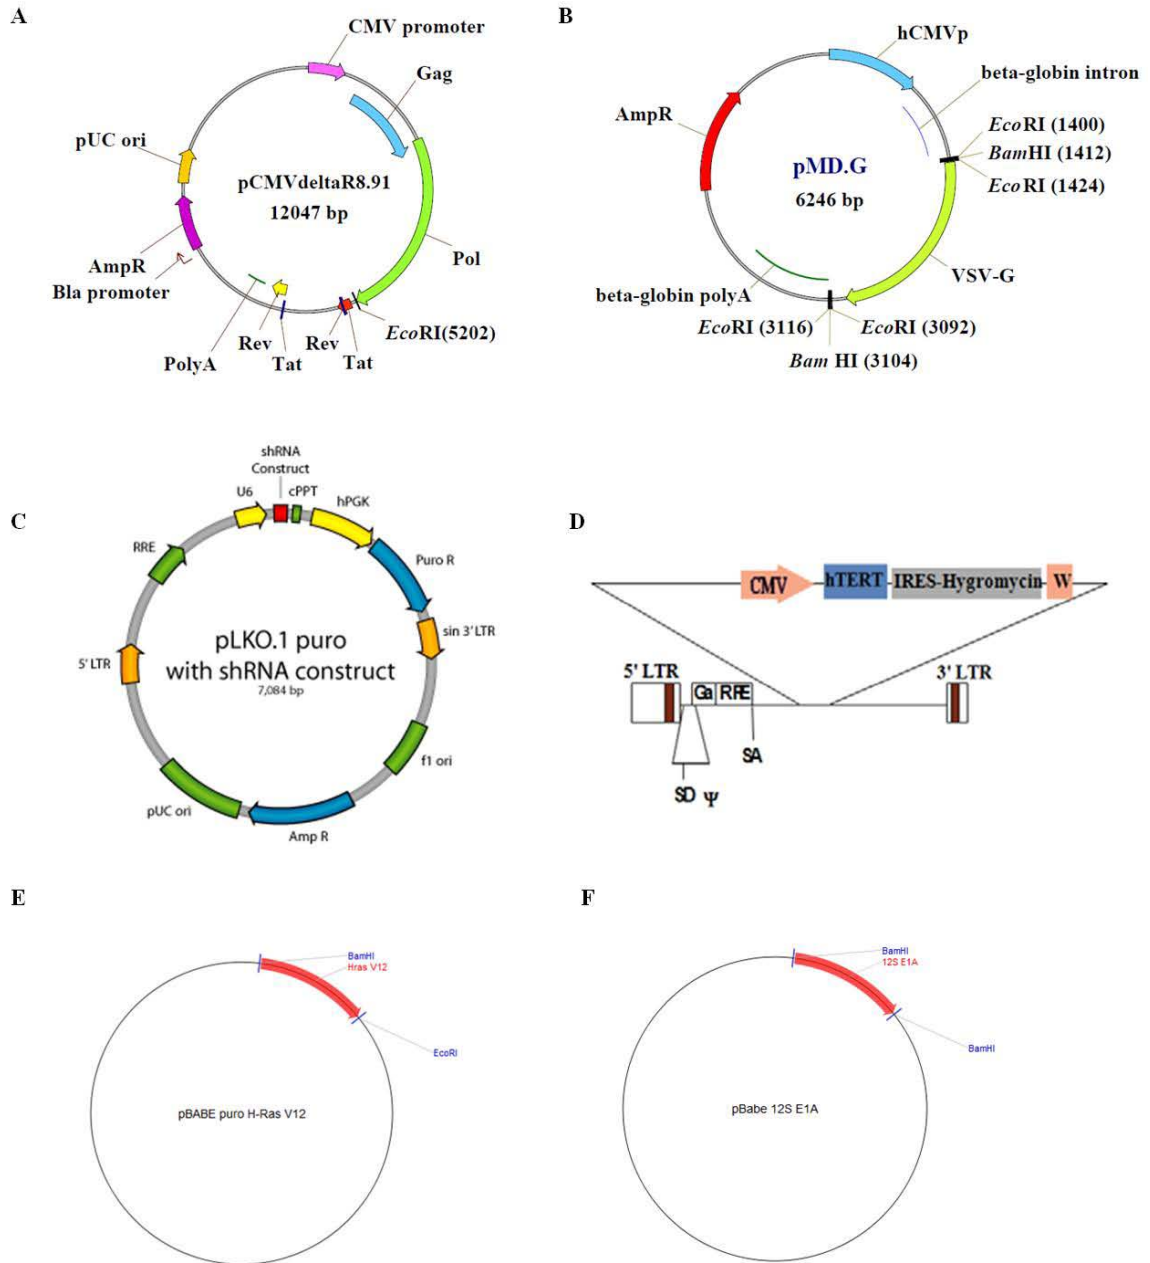 A
CMV promoter
Gag
pUC ori
pCMVdeltaR8.91
12047 bp
AmpR
Bla promoter
Pol
PolyA
Rev
Tat
Rev
Tat
EcoRI(5202)
B
hCMVp
beta-globin intron
AmpR
EcoRI (1400)
BamHI (1412)
EcoRI (1424)
pMD.G
6246 bp
VSV-G
beta-globin polyA
EcoRI (3116)
EcoRI (3092)
Bam HI (3104)
C
shRNA
Construct
U6
cPPT
hPGK
RRE
Puro R
5' LTR
pLKO.1 puro
with shRNA construct
7,084 bp
sin 3'LTR
f1 ori
pUC ori
Amp R
D
CMV
hTERT
IRES-Hygromycin
W
5' LTR
Ga
RRE
3' LTR
SA
SD Ψ
E
BamHI
Hras V12
EcoRI
pBABE puro H-Ras V12
F
BamHI
12S E1A
BamHI
pBabe 12S E1A